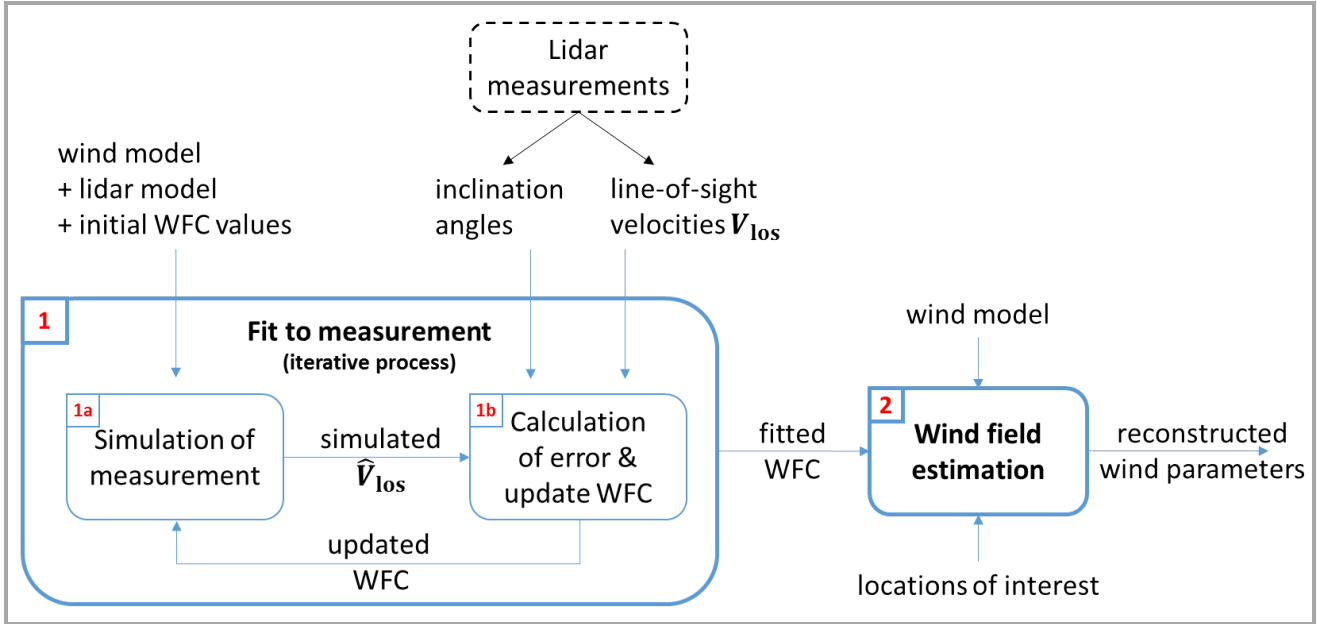 Lidar
measurements
wind model
+ lidar model
+ initial WFC values
inclination
angles
line-of-sight
velocities V_los
1
Fit to measurement
(iterative process)
1a
Simulation of
measurement
simulated
V̂_los
1b
Calculation
of error &
update WFC
updated
WFC
fitted
WFC
wind model
2
Wind field
estimation
locations of interest
reconstructed
wind parameters